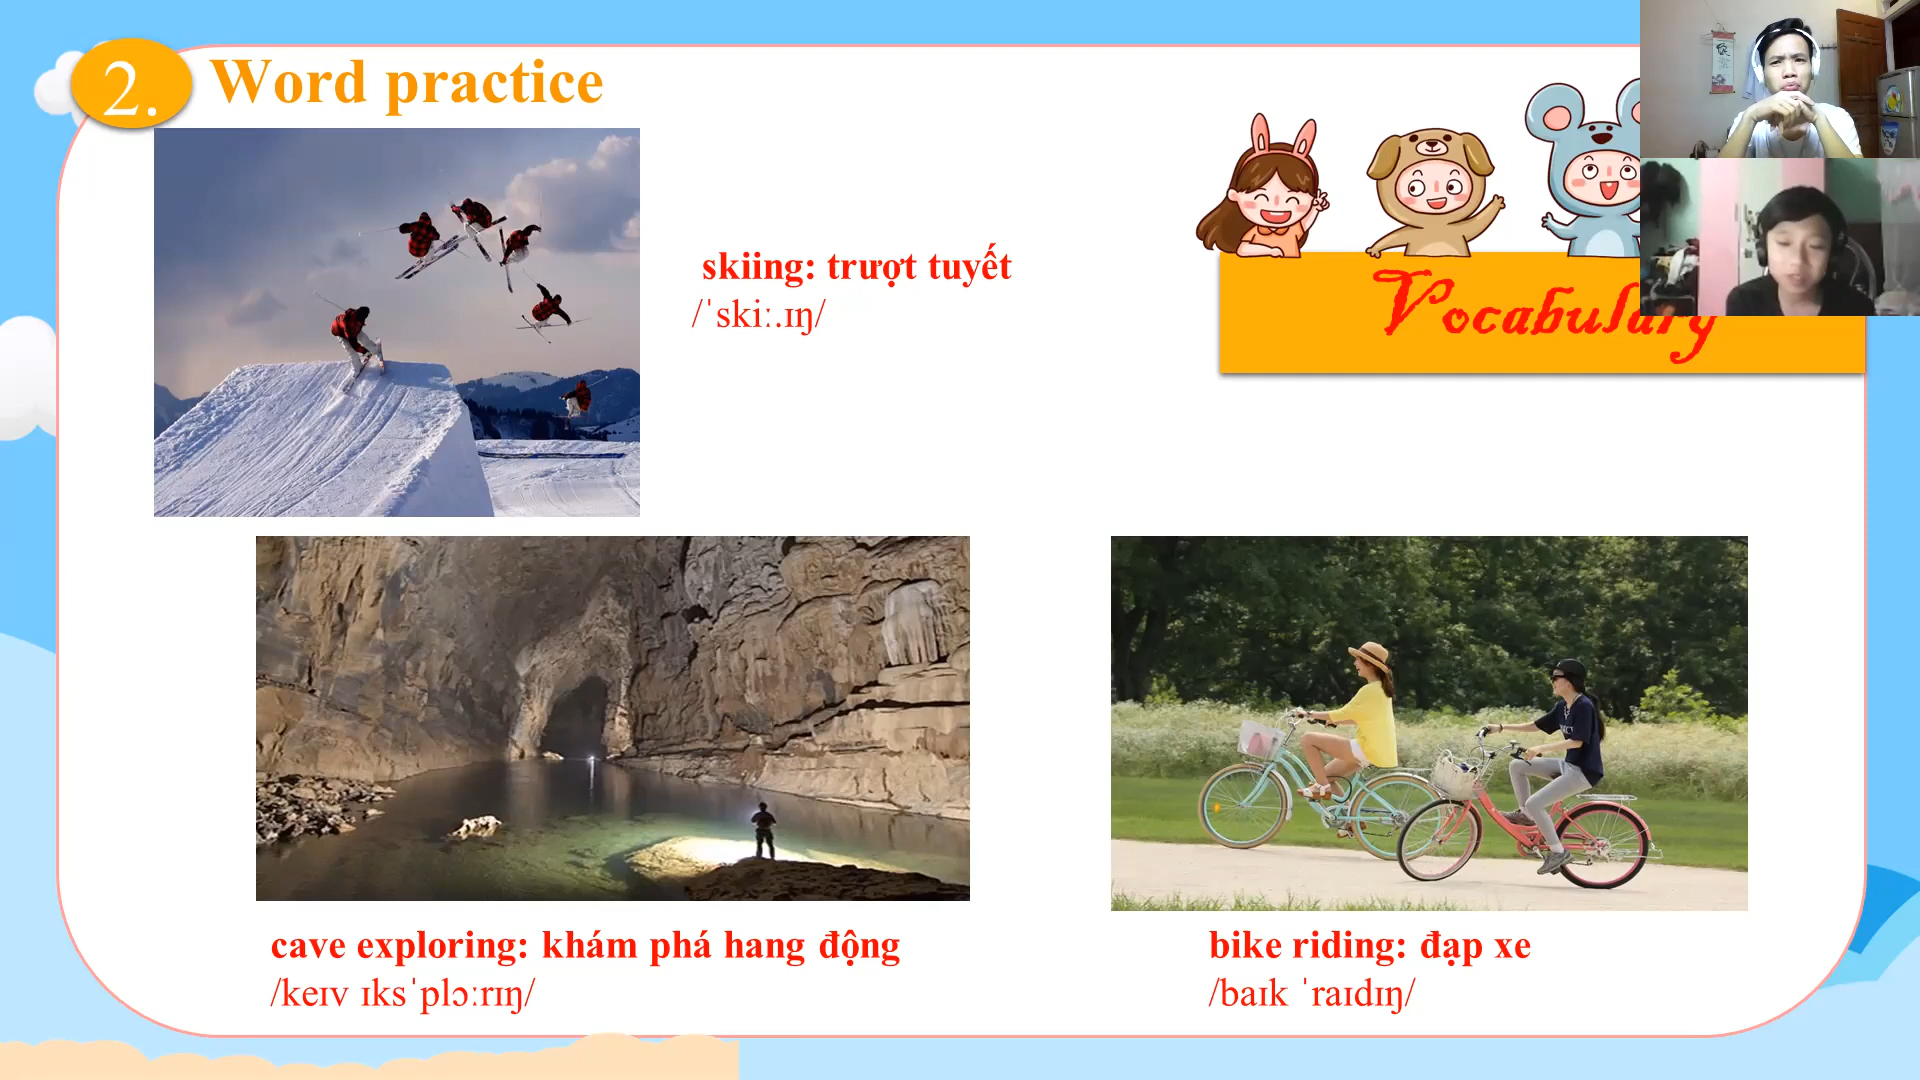 2.
Word practice
skiing: trượt tuyết
/ˈskiː.ɪŋ/
Vocabulary
cave exploring: khám phá hang động
/keɪv ɪksˈplɔːrɪŋ/
bike riding: đạp xe
/baɪk ˈraɪdɪŋ/